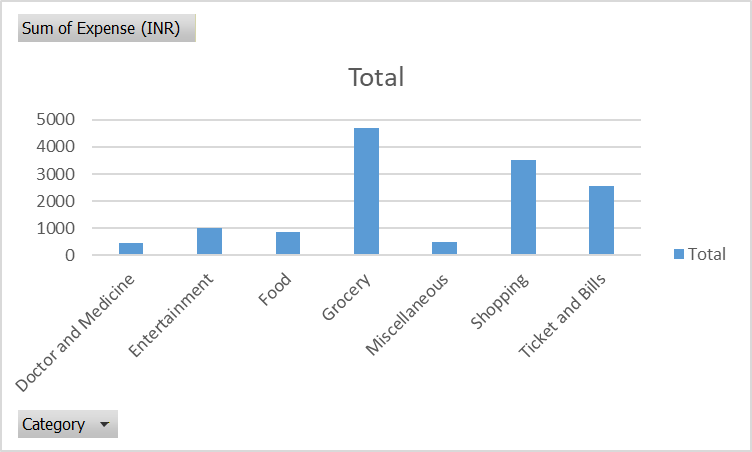 Sum of Expense (INR)
Total
5000
4000
3000
2000
1000
0
Doctor and Medicine
Entertainment
Food
Grocery
Miscellaneous
Shopping
Ticket and Bills
Total
Category